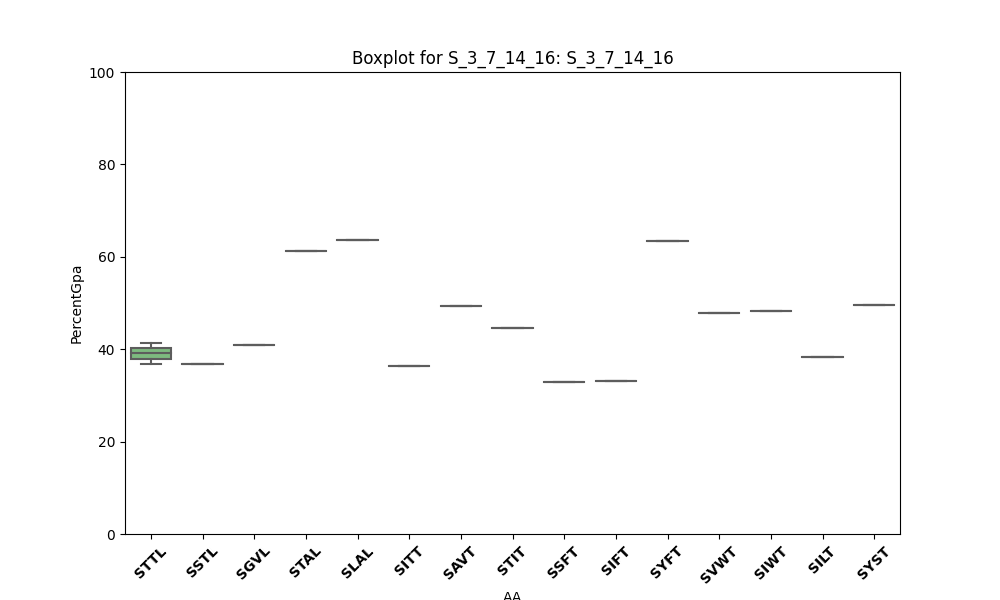 Boxplot for S_3_7_14_16: S_3_7_14_16
100
80
60
40
20
0
PercentGpa
STTL SSTL SGVL STAL SLAL SITT SAVT STIT SSFT SIFT SYFT SVWT SIWT SILT SYST
AA